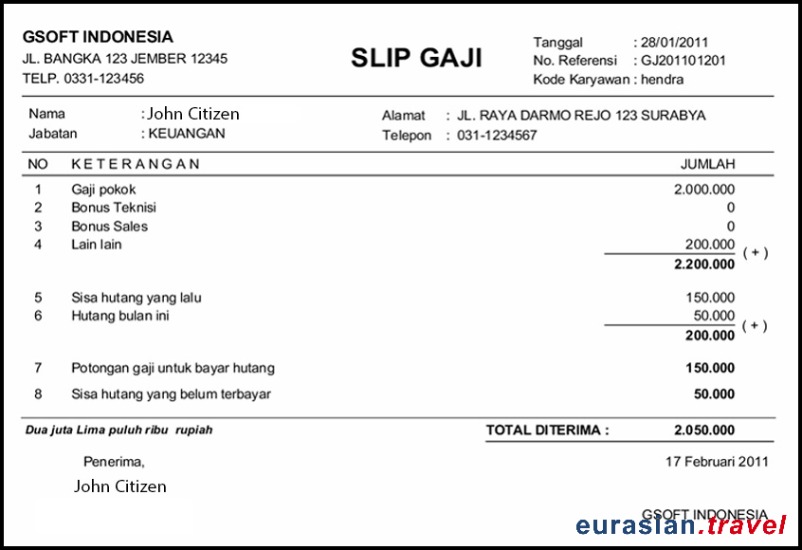 GSOFT INDONESIA
JL. BANGKA 123 JEMBER 12345
TELP. 0331-123456
SLIP GAJI
Tanggal : 28/01/2011
No. Referensi : GJ201101201
Kode Karyawan : hendra
Nama : John Citizen
Jabatan : KEUANGAN
Alamat : JL. RAYA DARMO REJO 123 SURABYA
Telepon : 031-1234567
NO KETERANGAN JUMLAH
1 Gaji pokok 2.000.000
2 Bonus Teknisi 0
3 Bonus Sales 0
4 Lain lain 200.000
( + )
2.200.000
5 Sisa hutang yang lalu 150.000
6 Hutang bulan ini 50.000
( + )
200.000
7 Potongan gaji untuk bayar hutang 150.000
8 Sisa hutang yang belum terbayar 50.000
Dua juta Lima puluh ribu rupiah TOTAL DITERIMA : 2.050.000
Penerima, 17 Februari 2011
John Citizen
GSOFT INDONESIA
eurasian.travel